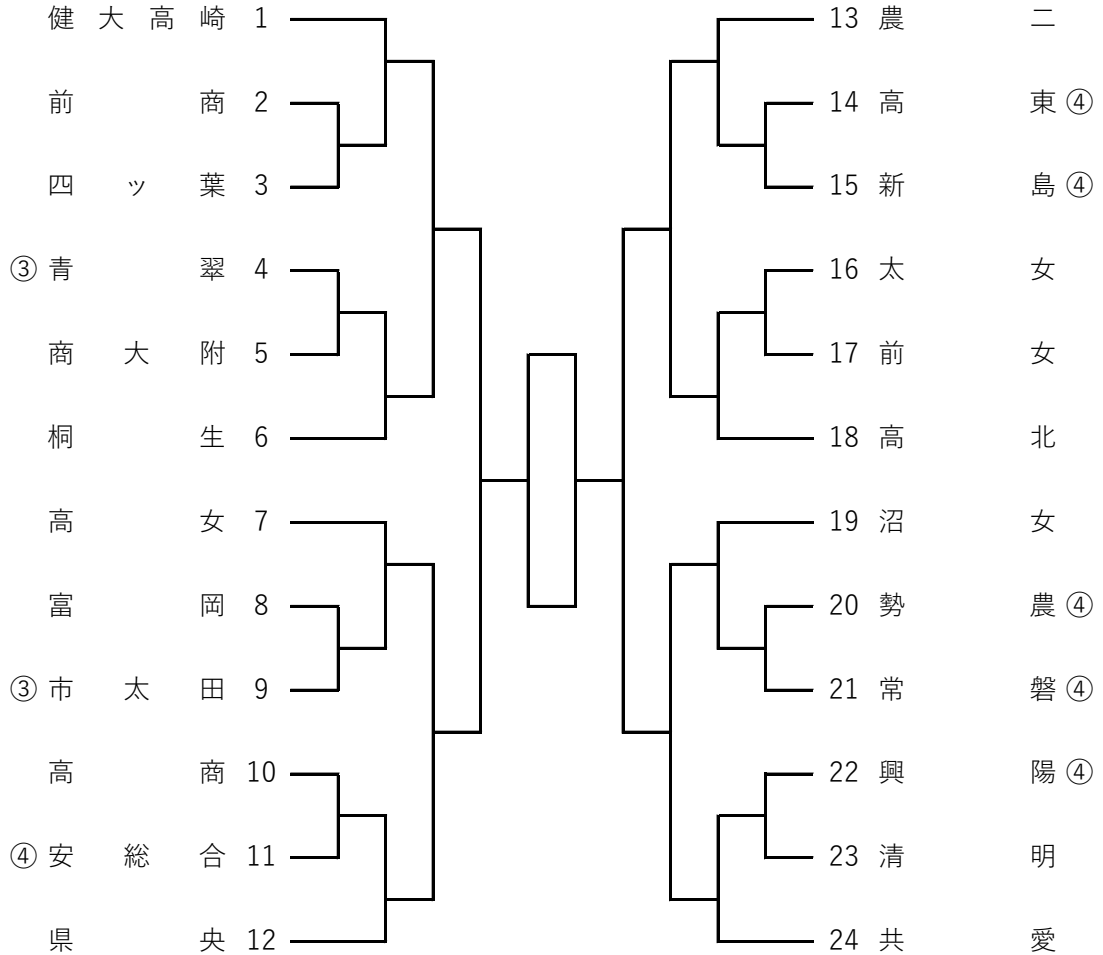 健大高崎 1
前商 2
四ッ葉 3
③ 青翠 4
商大附 5
桐生 6
高女 7
富岡 8
③ 市太田 9
高商 10
④ 安総合 11
県央 12
13 農二
14 高東 ④
15 新島 ④
16 太女
17 前女
18 高北
19 沼女
20 勢農 ④
21 常磐 ④
22 興陽 ④
23 清明
24 共愛